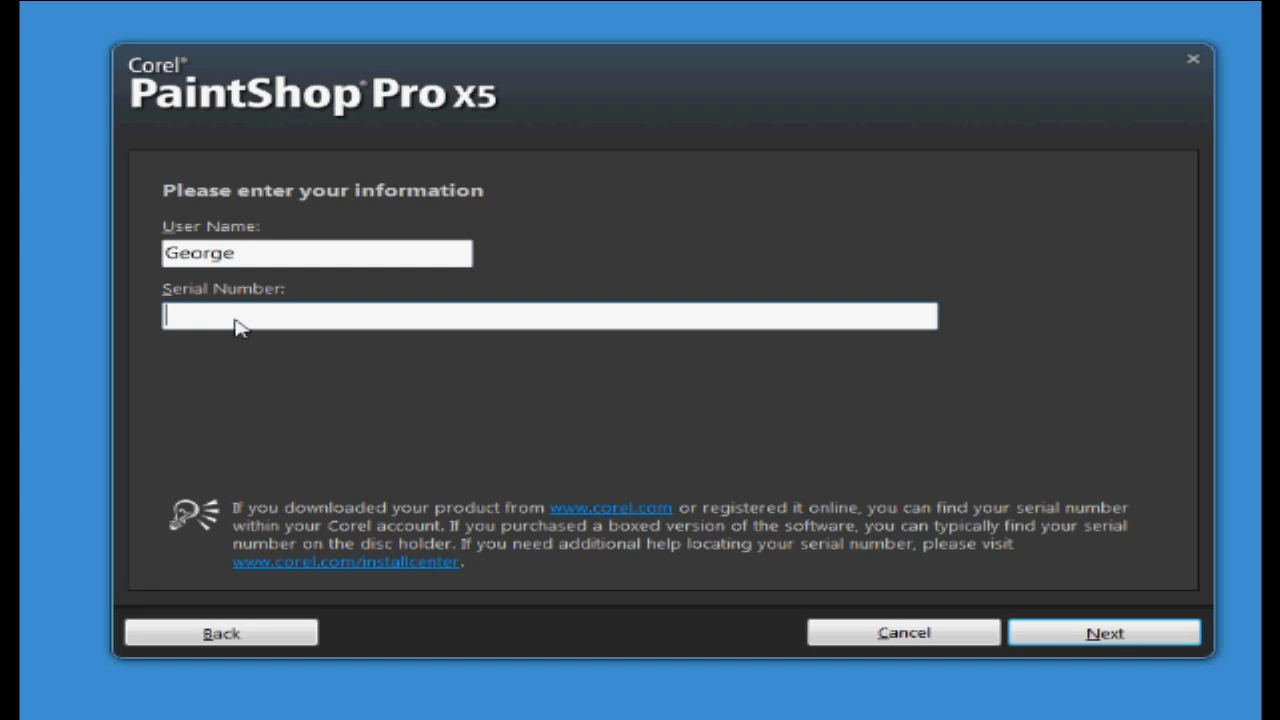 Corel®
PaintShop® Pro X5
Please enter your information
User Name:
George
Serial Number:
If you downloaded your product from www.corel.com or registered it online, you can find your serial number
within your Corel account. If you purchased a boxed version of the software, you can typically find your serial
number on the disc holder. If you need additional help locating your serial number, please visit
www.corel.com/installcenter.
Back
Cancel
Next